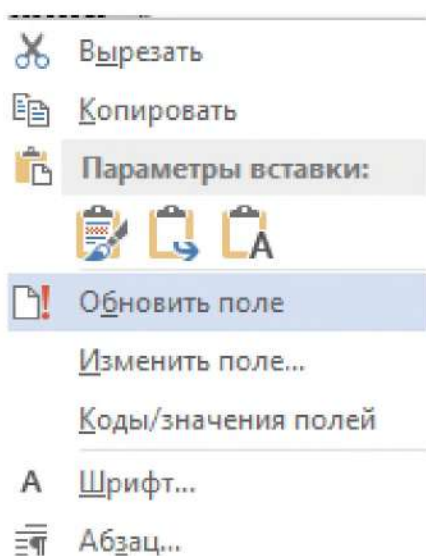 Вырезать
Копировать
Параметры вставки:
Обновить поле
Изменить поле...
Коды/значения полей
Шрифт...
Абзац...